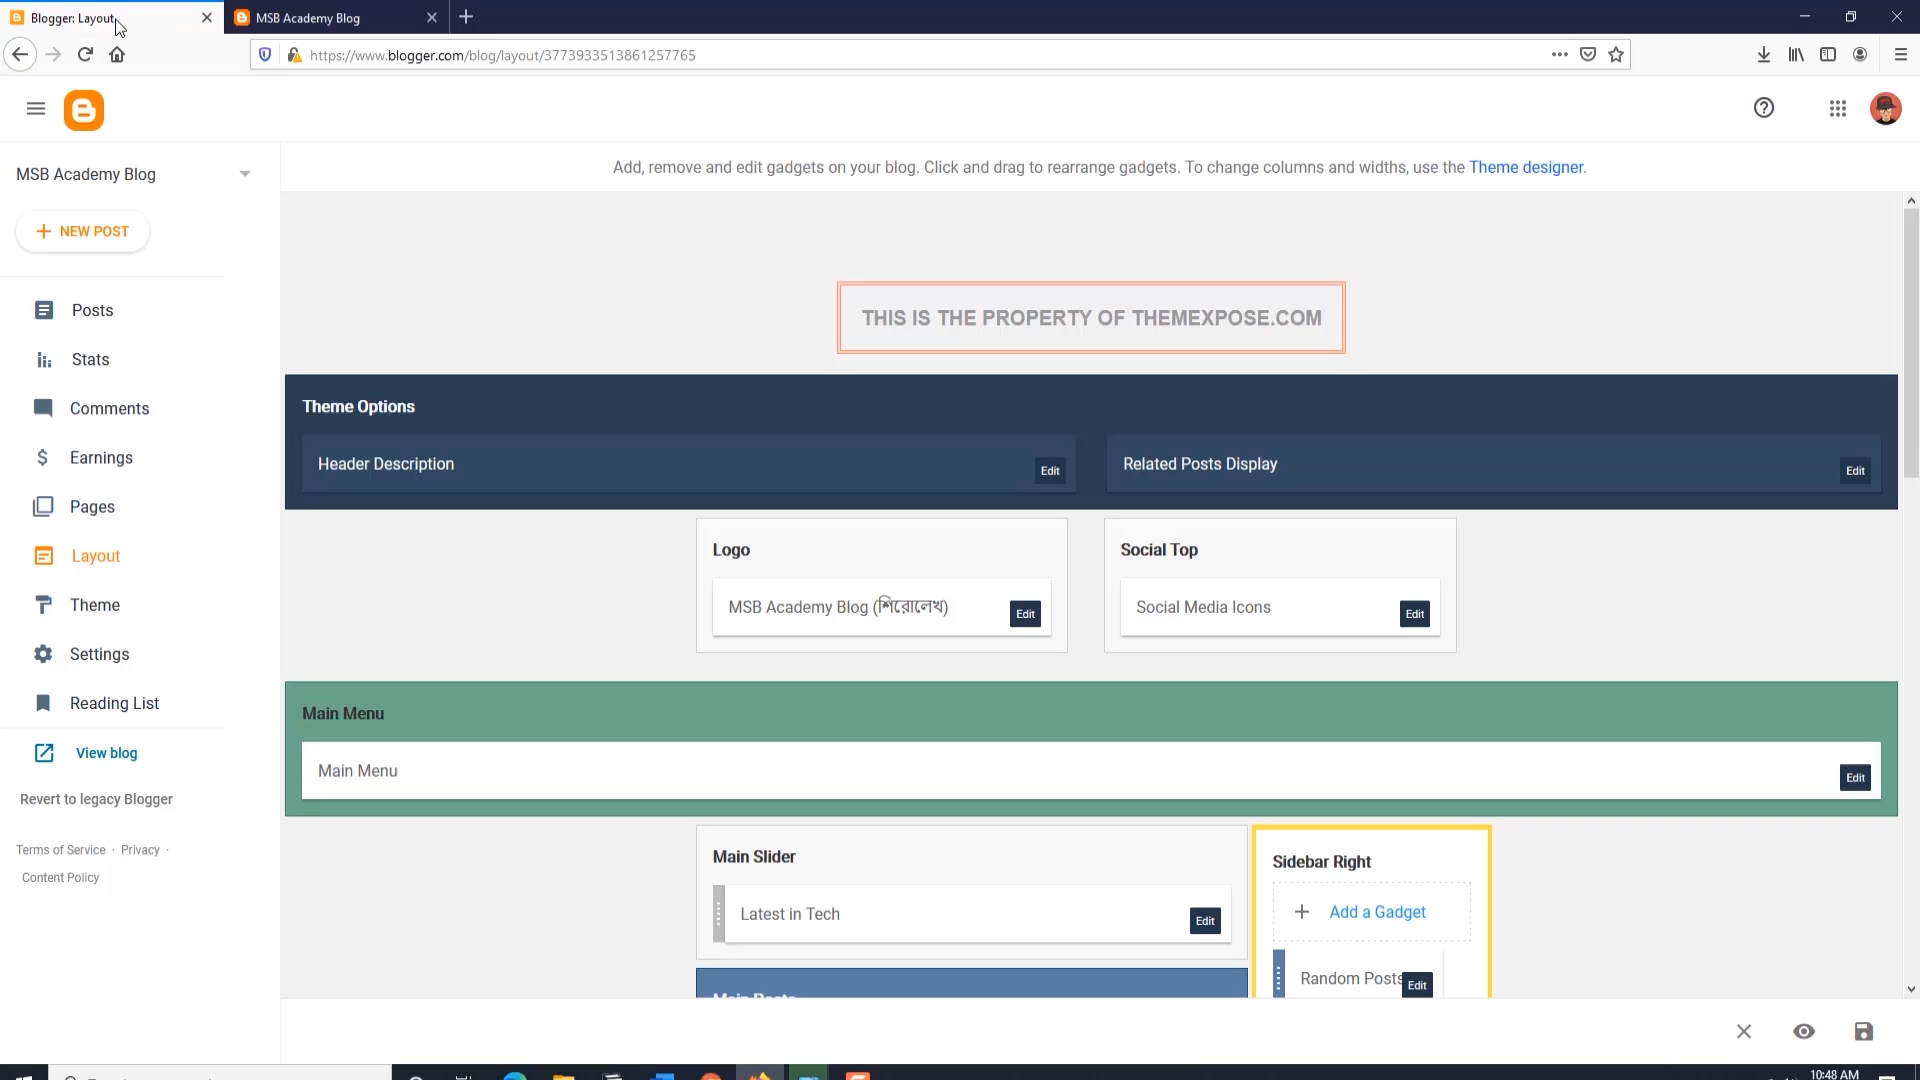 Blogger: Layout
MSB Academy Blog
https://www.blogger.com/blog/layout/3773933513861257765
MSB Academy Blog
Add, remove and edit gadgets on your blog. Click and drag to rearrange gadgets. To change columns and widths, use the Theme designer.
NEW POST
Posts
Stats
Comments
Earnings
Pages
Layout
Theme
Settings
Reading List
View blog
Revert to legacy Blogger
Terms of Service · Privacy ·
Content Policy
THIS IS THE PROPERTY OF THEMEXPOSE.COM
Theme Options
Header Description
Edit
Related Posts Display
Edit
Logo
MSB Academy Blog (শিরোলেখ)
Edit
Social Top
Social Media Icons
Edit
Main Menu
Main Menu
Edit
Main Slider
Latest in Tech
Edit
Sidebar Right
Add a Gadget
Random Posts
Edit
Main Posts
10:48 AM